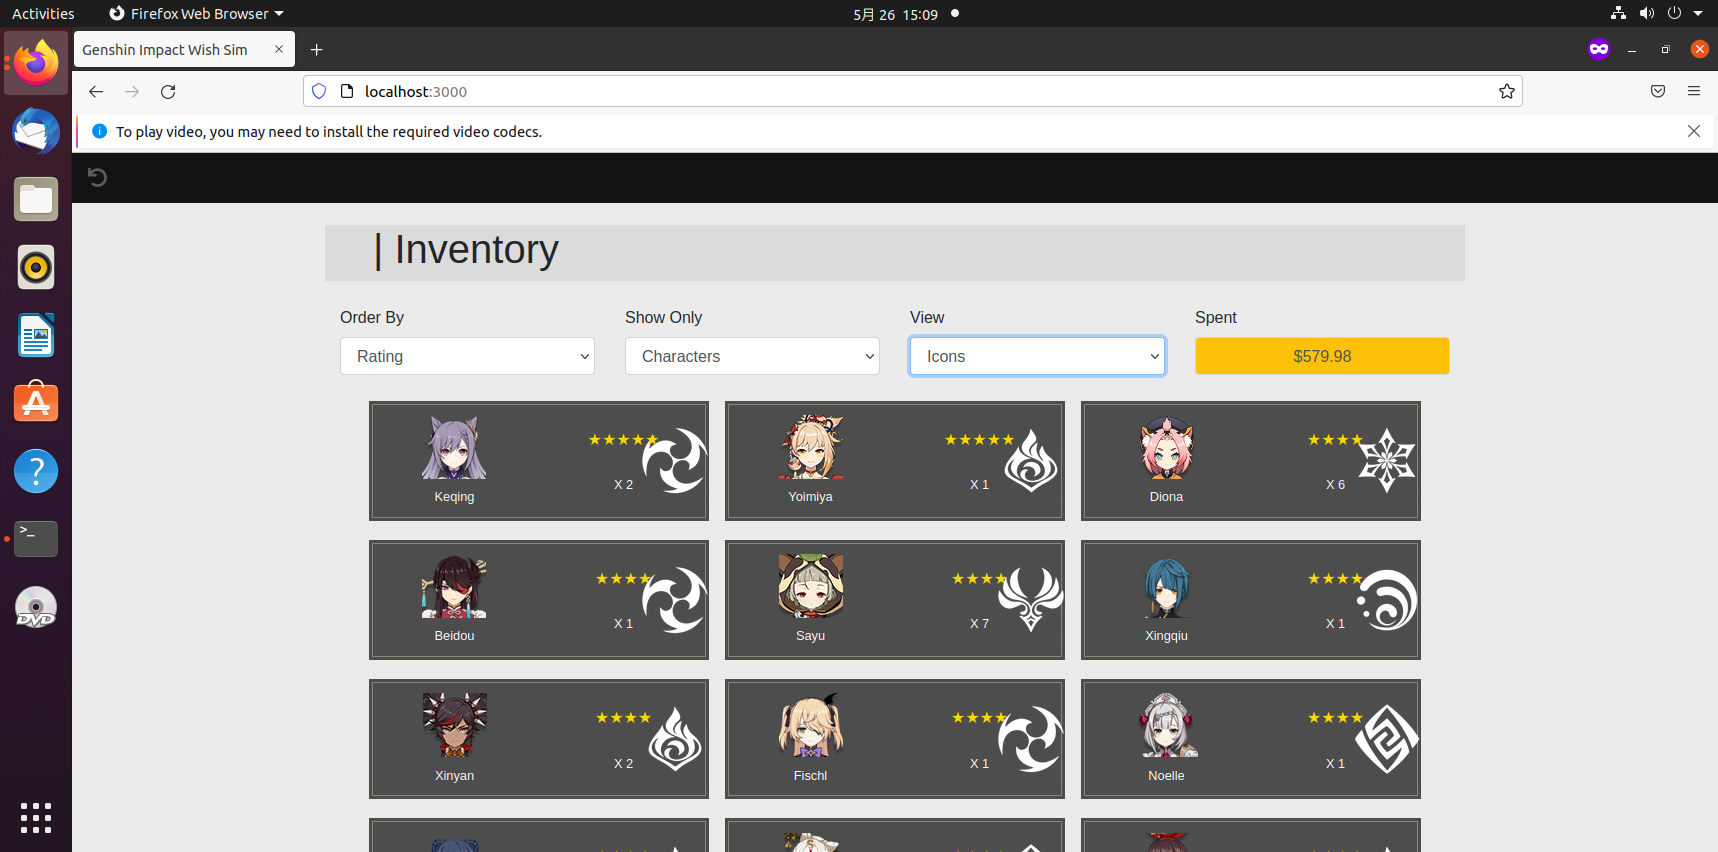 Activities
Firefox Web Browser
5月 26 15:09
Genshin Impact Wish Sim
localhost:3000
To play video, you may need to install the required video codecs.
| Inventory
Order By
Show Only
View
Spent
Rating
Characters
Icons
$579.98
★★★★★
X 2
Keqing
★★★★★
X 1
Yoimiya
★★★★
X 6
Diona
★★★★
X 1
Beidou
★★★★
X 7
Sayu
★★★★
X 1
Xingqiu
★★★★
X 2
Xinyan
★★★★
X 1
Fischl
★★★★
X 1
Noelle
>_
?
DVD